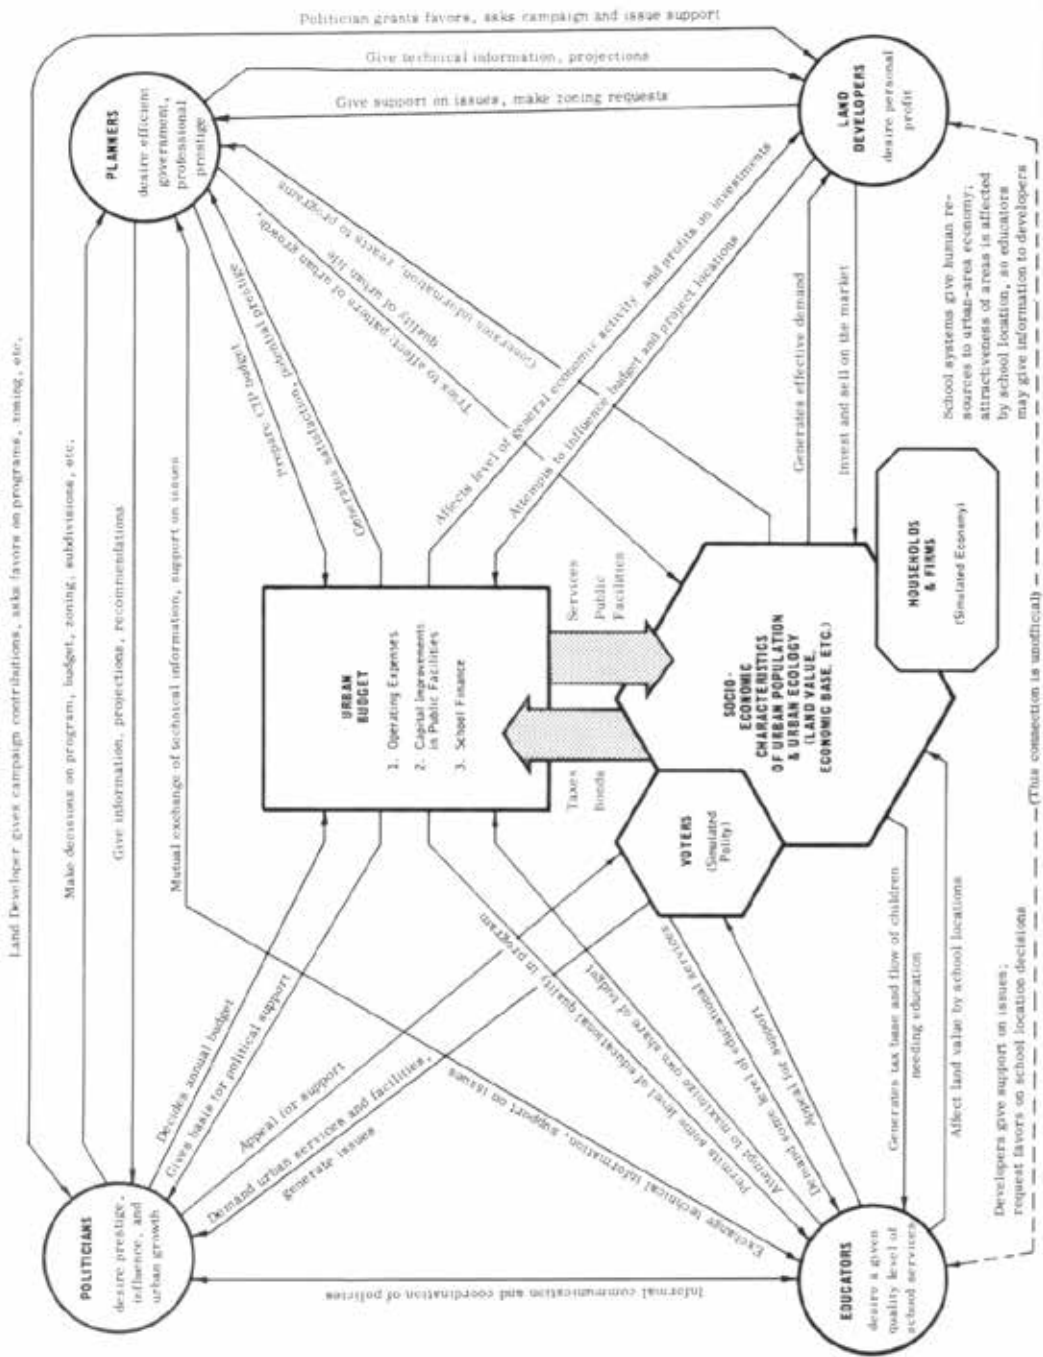 Land Developer gives campaign contributions, asks favors on programs, zoning, etc.
Politician grants favors, asks campaign and issue support
Make decisions on program, budget, zoning, subdivisions, etc.
Give information, projections, recommendations
Mutual exchange of technical information, support on issues
POLITICIANS
desire prestige,
influence, and
urban growth
PLANNERS
desire efficient
government,
professional
prestige
Give technical information, projections
Give support on issues, make zoning requests
LAND
DEVELOPERS
desire personal
profit
Decides annual budget
Gives basis for political support
Appeal for support
Demand urban services and facilities,
generate issues
Prepare CIP budget
Generates satisfaction, potential prestige
Tries to affect: pattern of urban growth,
quality of urban life
Generates information, reacts to programs
URBAN
BUDGET
1. Operating Expenses
2. Capital Improvements
in Public Facilities
3. School Finance
Affects level of general economic activity and profits on investments
Attempts to influence budget and project locations
Taxes
Bonds
Services
Public
Facilities
VOTERS
(Simulated
Polity)
SOCIO-
ECONOMIC
CHARACTERISTICS
OF URBAN POPULATION
& URBAN ECOLOGY
(LAND VALUE,
ECONOMIC BASE, ETC.)
HOUSEHOLDS
& FIRMS
(Simulated Economy)
Generates effective demand
Invest and sell on the market
Informal communication and coordination of policies
Exchange technical information, support on issues
Permits some level of educational quality in program
Attempt to maximize own share of budget
Demand some level of educational services
Appeal for support
EDUCATORS
desire a given
quality level of
school services
Generates tax base and flow of children
needing education
Affect land value by school locations
Developers give support on issues;
request favors on school location decisions
School systems give human re-
sources to urban-area economy;
attractiveness of areas is affected
by school location, so educators
may give information to developers
(This connection is unofficial)